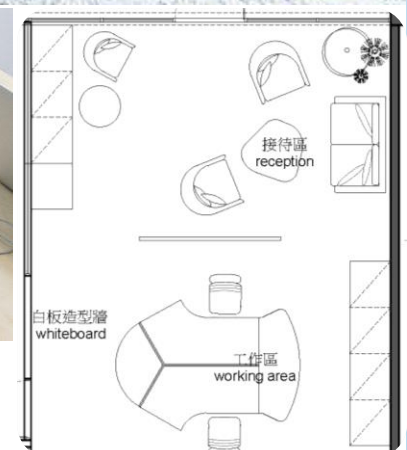 接待區
reception
白板造型牆
whiteboard
工作區
working area